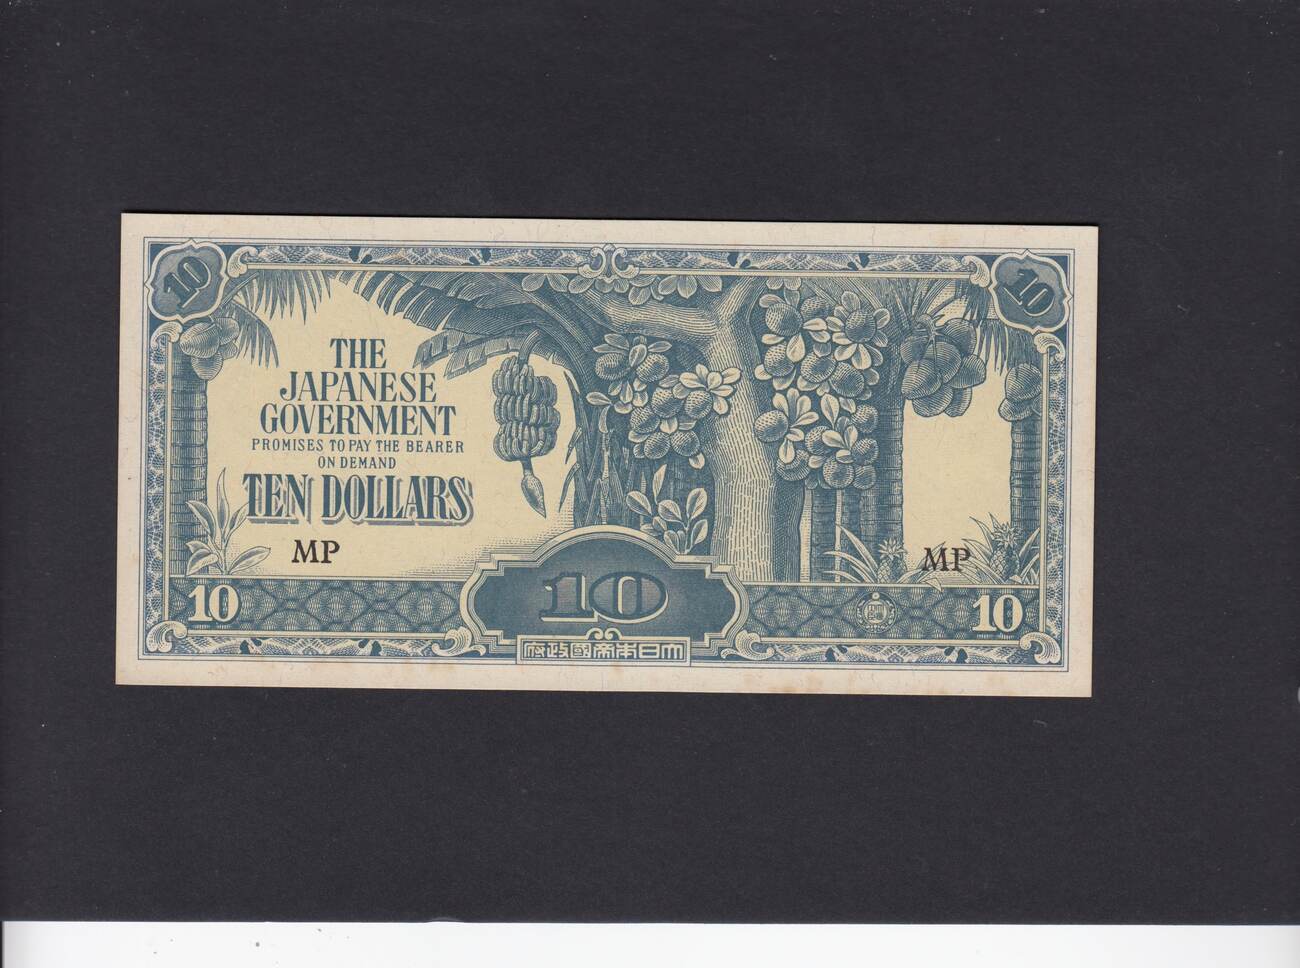 10
10
THE
JAPANESE
GOVERNMENT
PROMISES TO PAY THE BEARER
ON DEMAND
TEN DOLLARS
MP
MP
10
10
10
府政國帝本日大